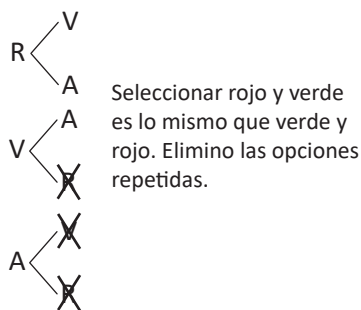 V
R
A
Seleccionar rojo y verde
es lo mismo que verde y
rojo. Elimino las opciones
repetidas.
A
V
R
V
A
R